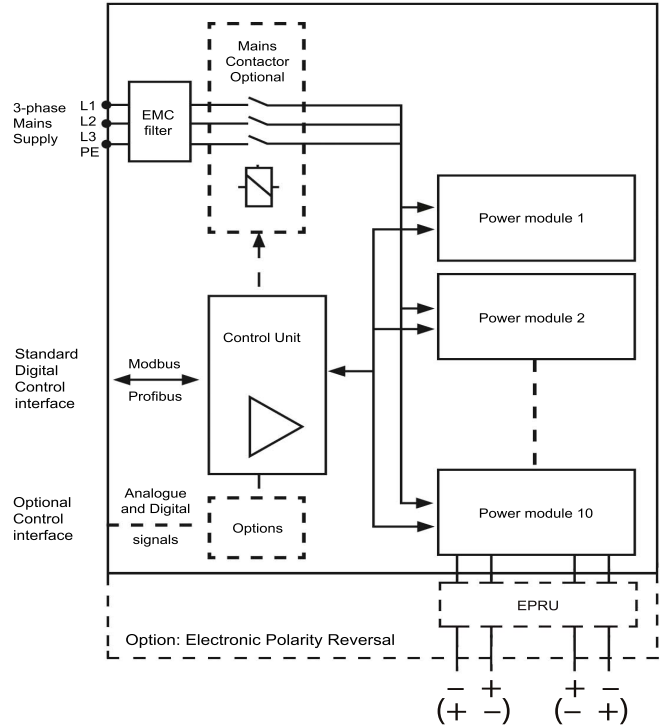 Mains
Contactor
Optional
3-phase
Mains
Supply
L1
L2
L3
PE
EMC
filter
Power module 1
Power module 2
Control Unit
Standard
Digital
Control
interface
Modbus
Profibus
Optional
Control
interface
Analogue
and Digital
signals
Options
Power module 10
EPRU
Option: Electronic Polarity Reversal
− + + −
(+ −) (− +)